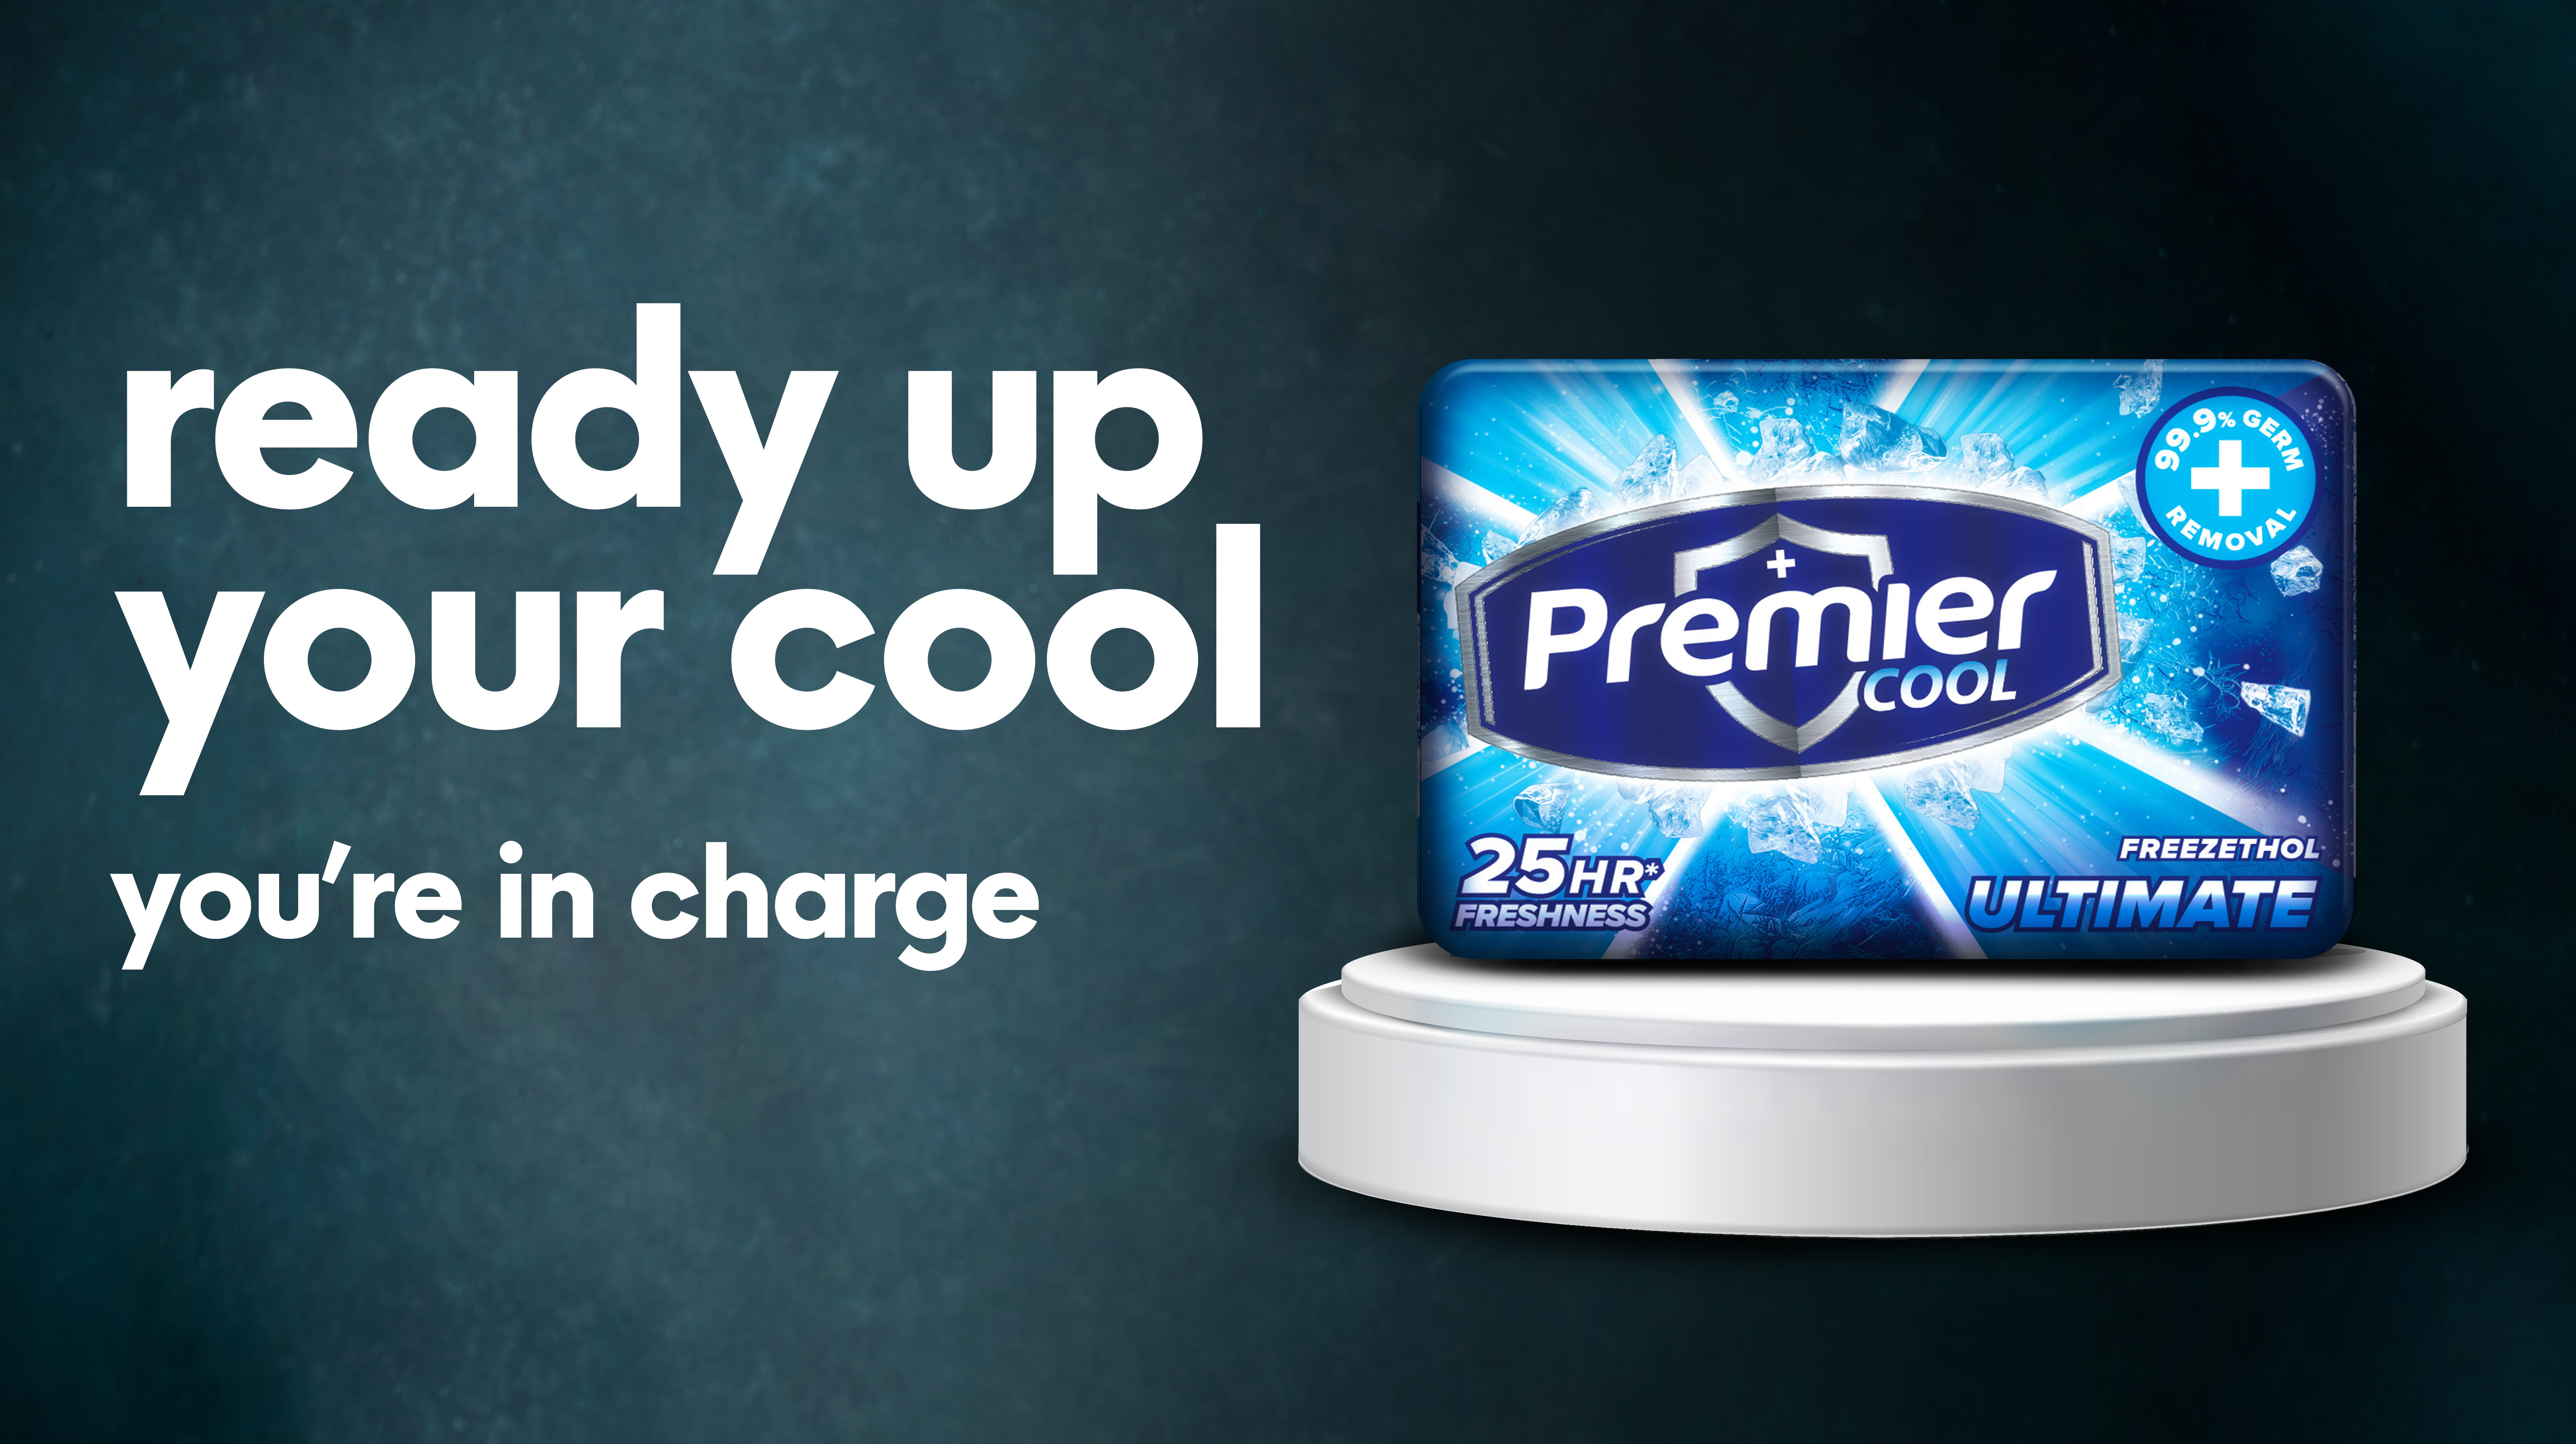 ready up
your cool
you’re in charge
99.9% GERM
REMOVAL
Premier
COOL
25HR*
FRESHNESS
FREEZETHOL
ULTIMATE